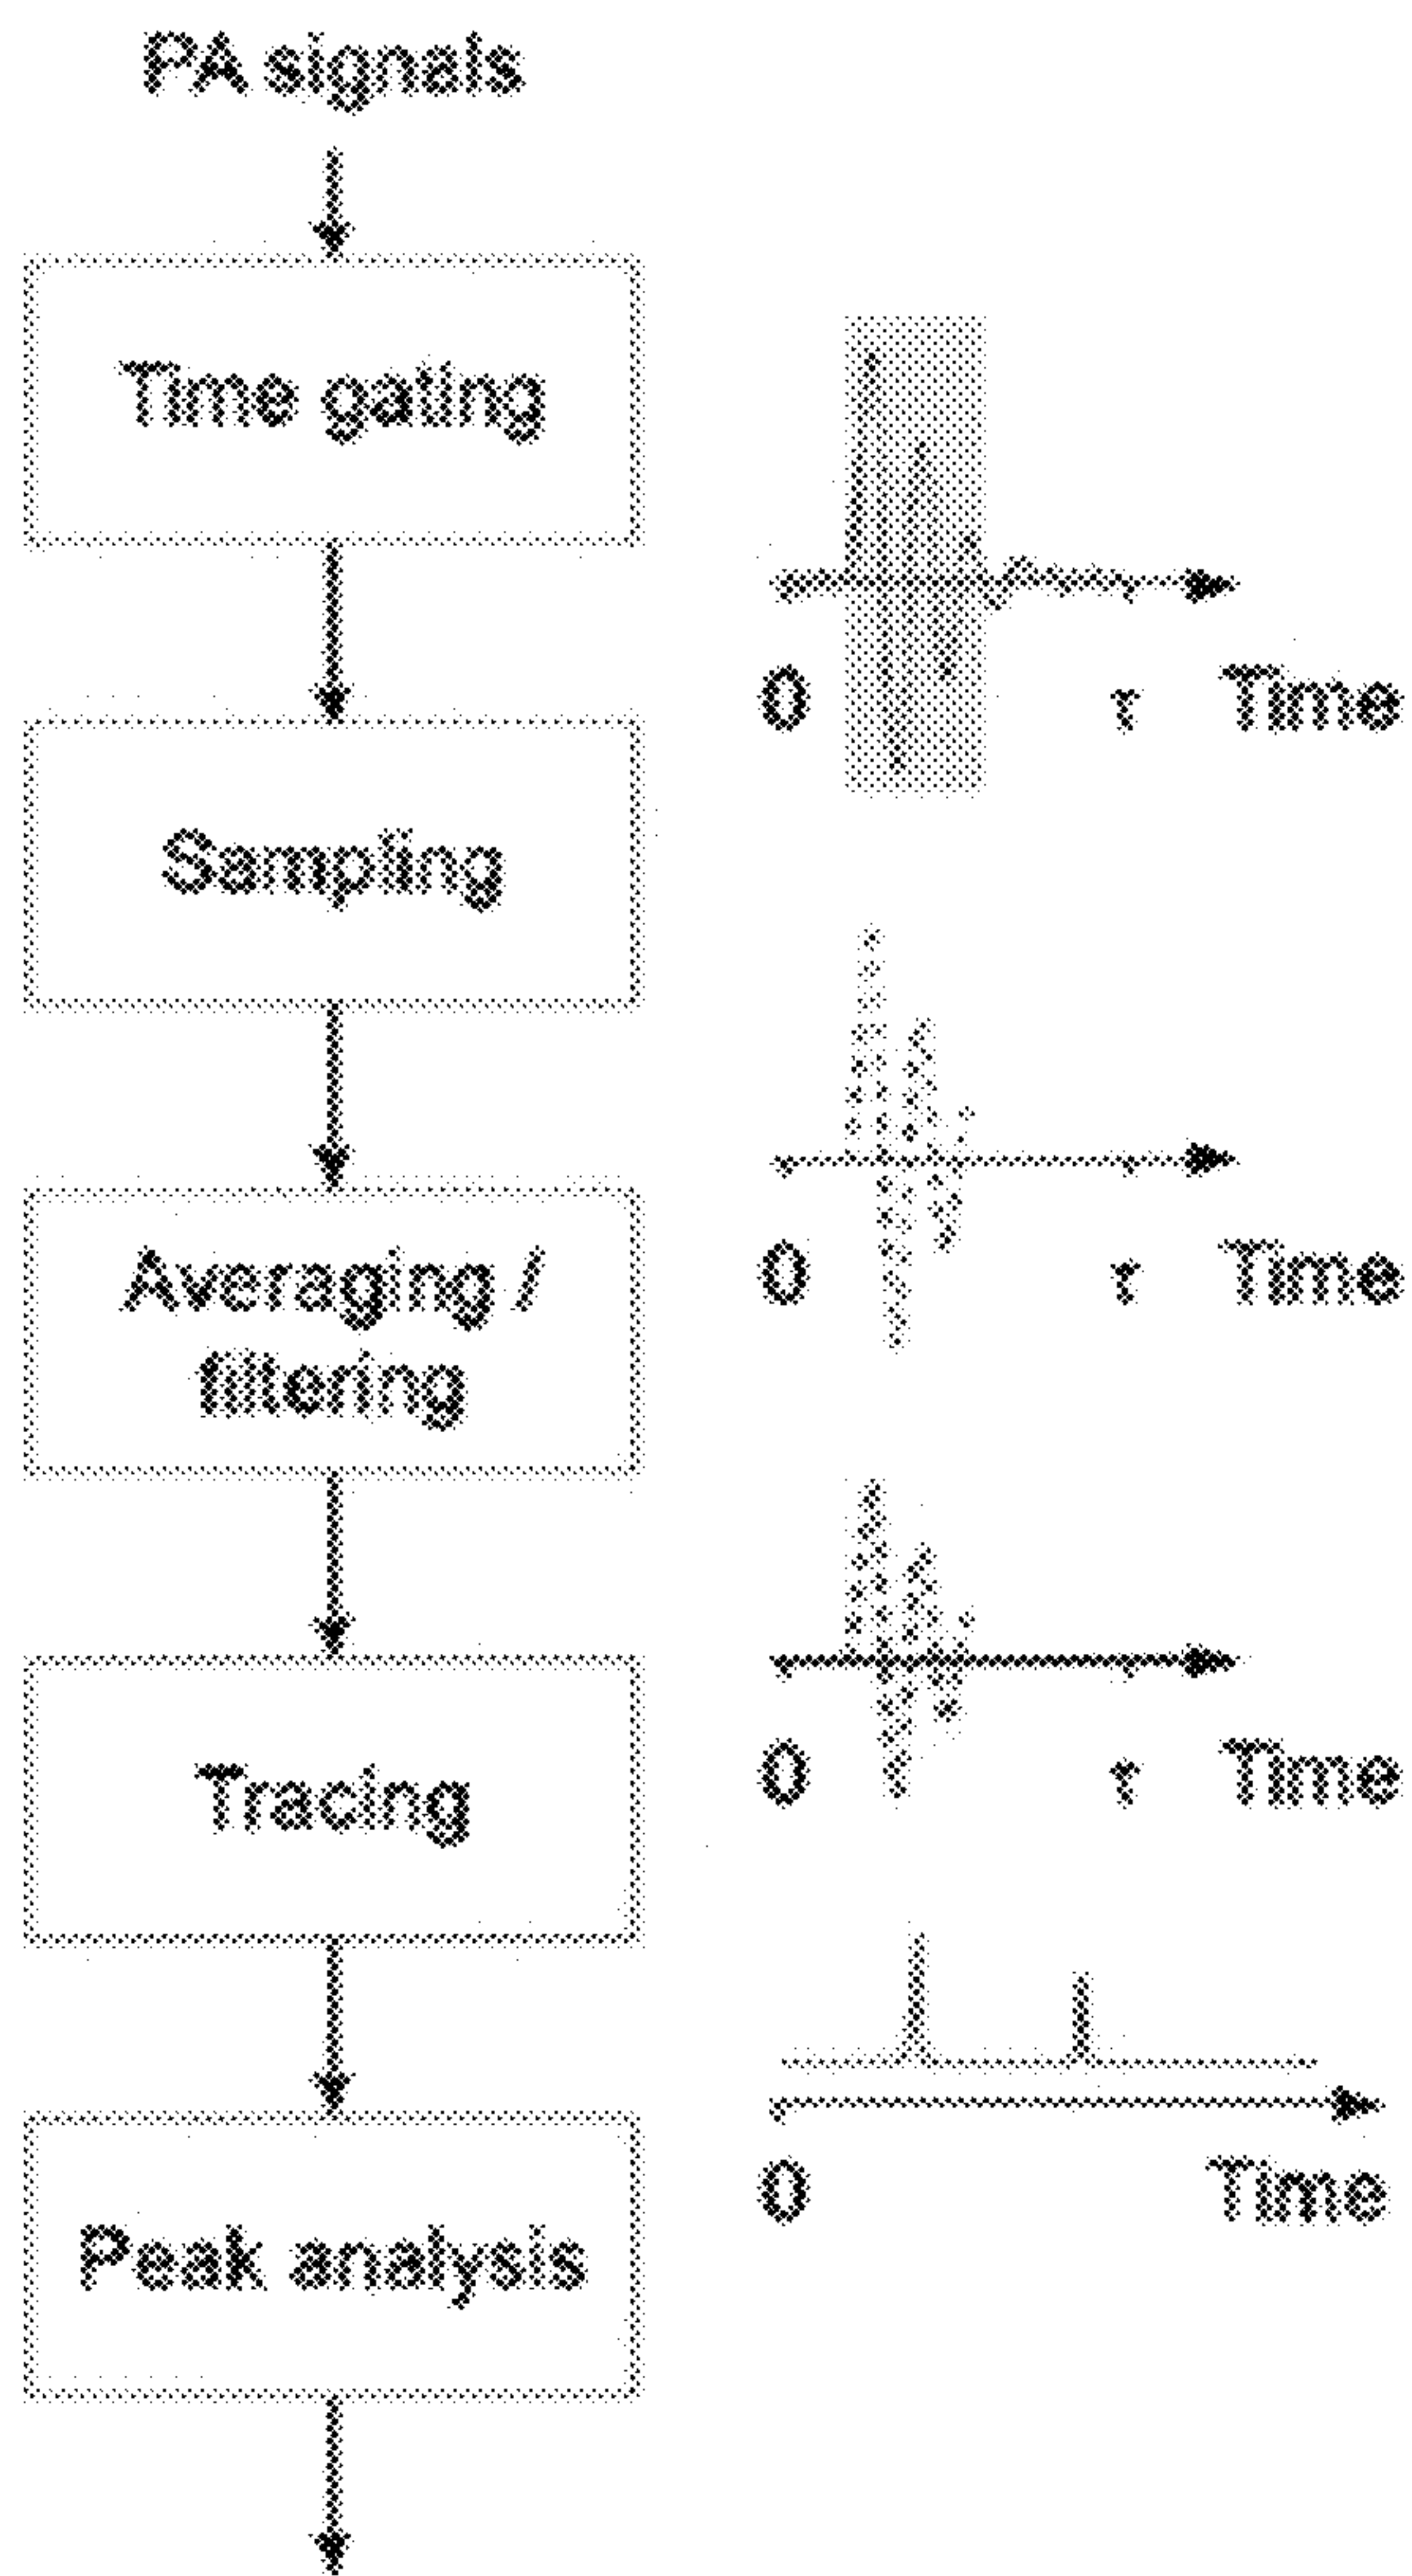 PA signals
Time gating
0 τ Time
Sampling
0 τ Time
Averaging /
filtering
0 τ Time
Tracing
0 Time
Peak analysis